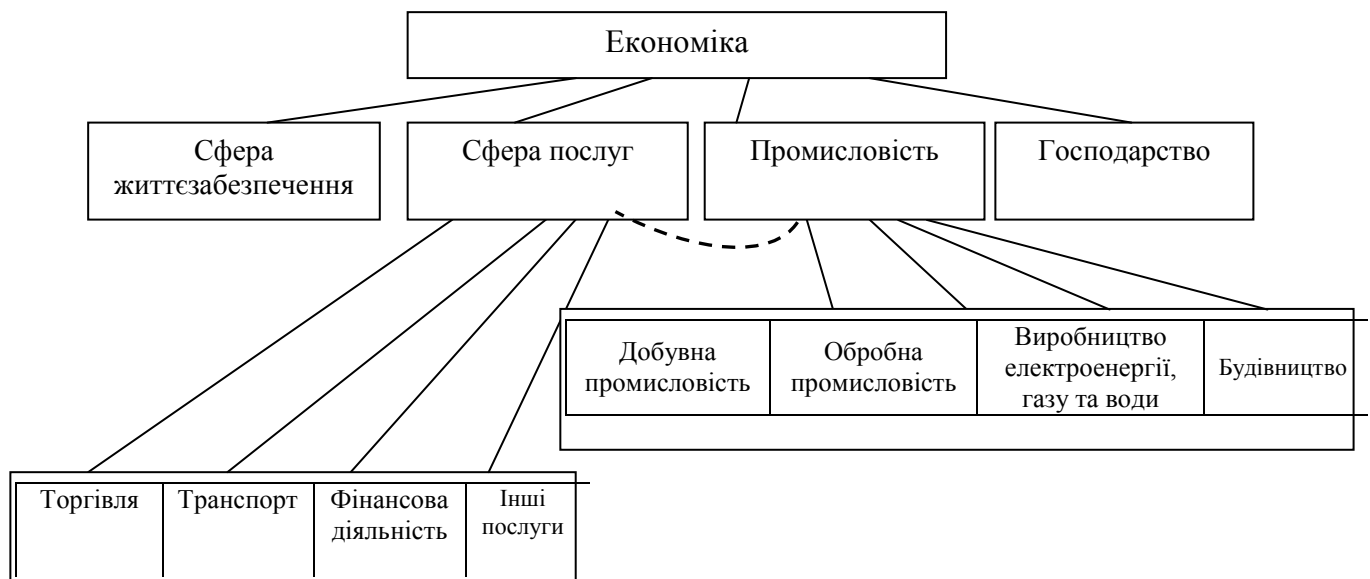 Економіка
Сфера
життєзабезпечення
Сфера послуг
Промисловість
Господарство
Добувна
промисловість
Обробна
промисловість
Виробництво
електроенергії,
газу та води
Будівництво
Торгівля
Транспорт
Фінансова
діяльність
Інші
послуги